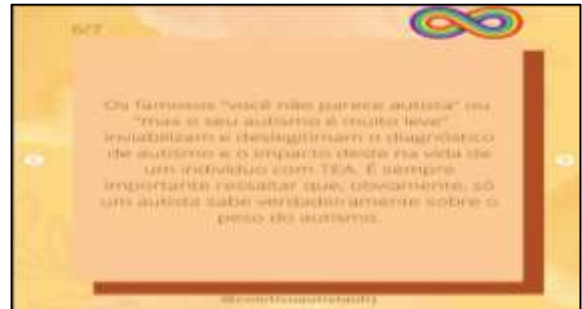 6/7
Os famosos "você não parece autista" ou
"mas o seu autismo é muito leve"
inviabilizam e deslegitimam o diagnóstico
de autismo e o impacto deste na vida de
um indivíduo com TEA. É sempre
importante ressaltar que, obviamente, só
um autista sabe verdadeiramente sobre o
peso do autismo.
@coletivoautistaufrj